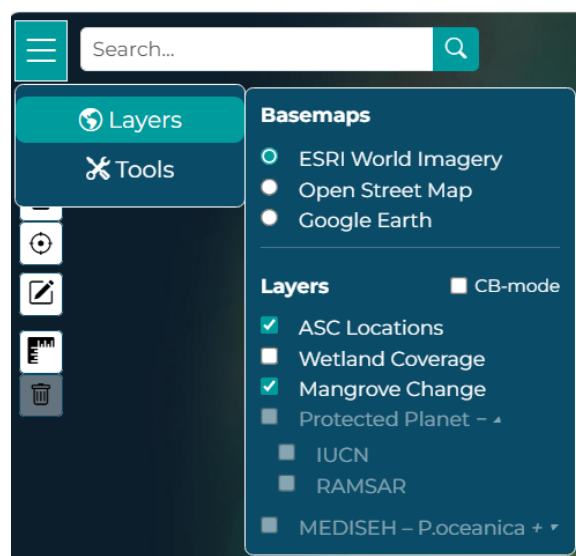 Search...
Layers
Tools
Basemaps
ESRI World Imagery
Open Street Map
Google Earth
Layers CB-mode
ASC Locations
Wetland Coverage
Mangrove Change
Protected Planet – ▴
IUCN
RAMSAR
MEDISEH – P.oceanica + ▾